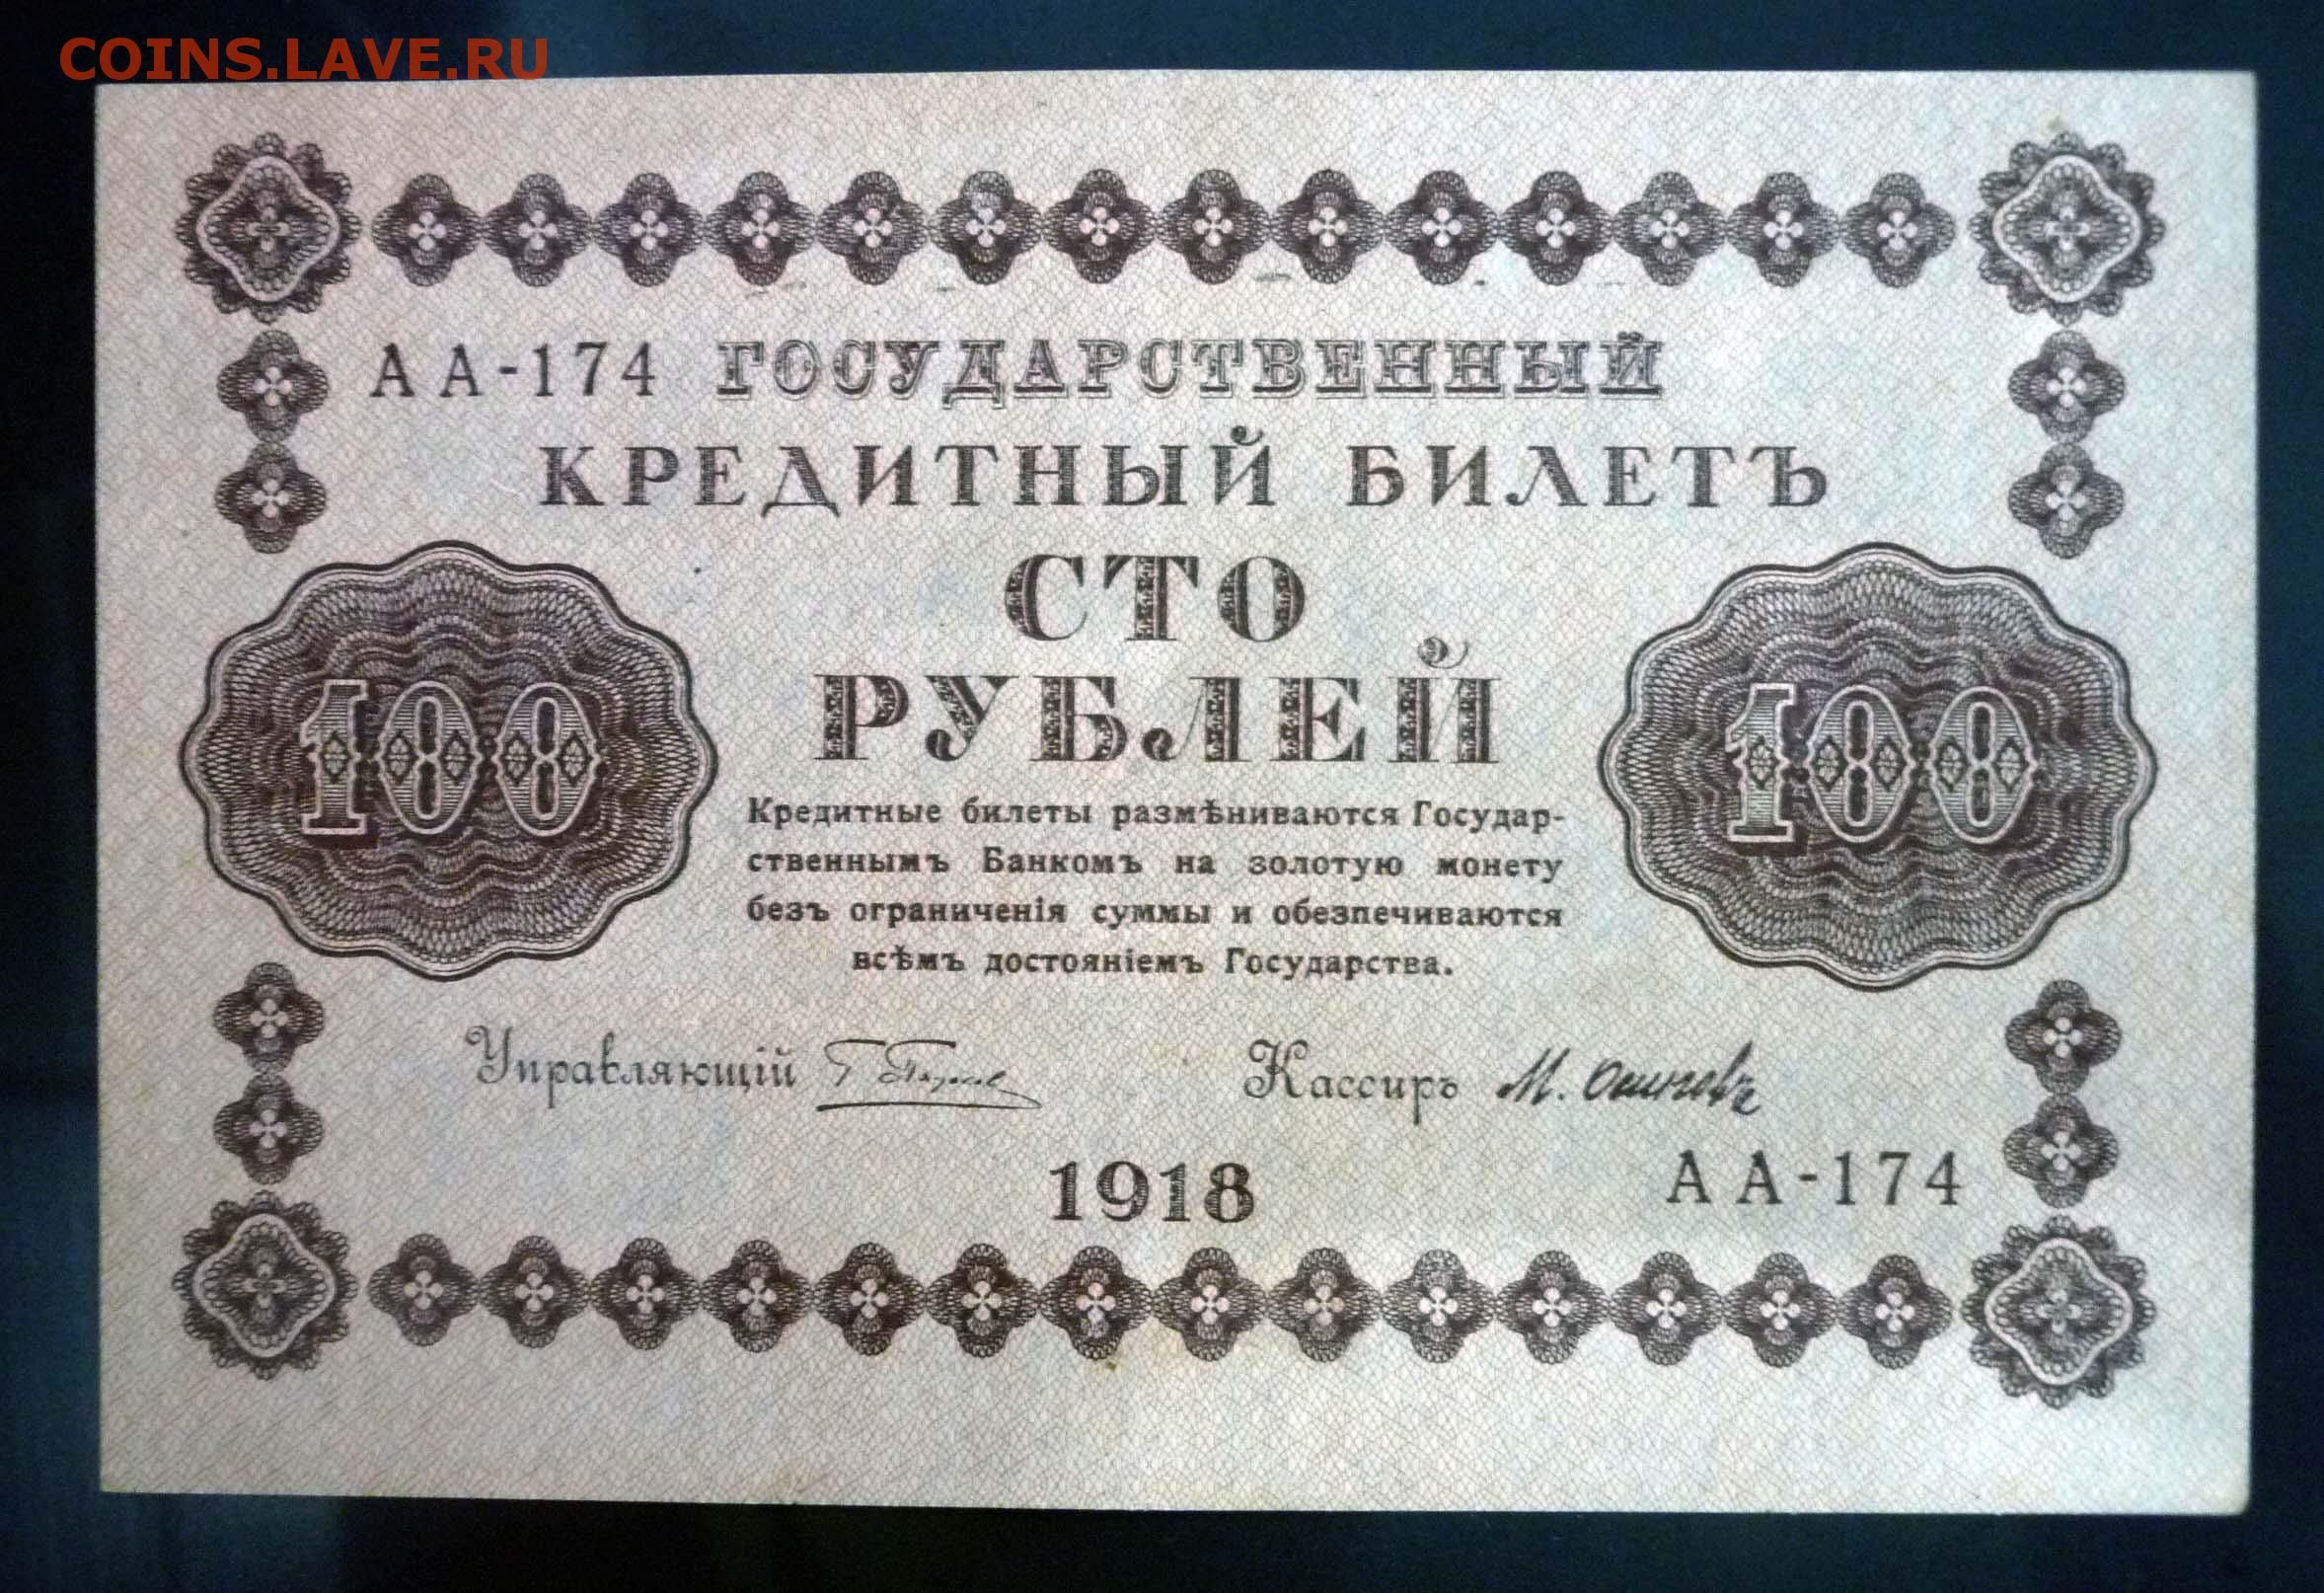 COINS.LAVE.RU
АА-174 ГОСУДАРСТВЕННЫЙ
КРЕДИТНЫЙ БИЛЕТЪ
СТО
РУБЛЕЙ
100
100
Кредитные билеты размѣниваются Государ-
ственнымъ Банкомъ на золотую монету
безъ ограниченія суммы и обезпечиваются
всѣмъ достояніемъ Государства.
Управляющій Кассиръ М. Осиповъ
1918
АА-174